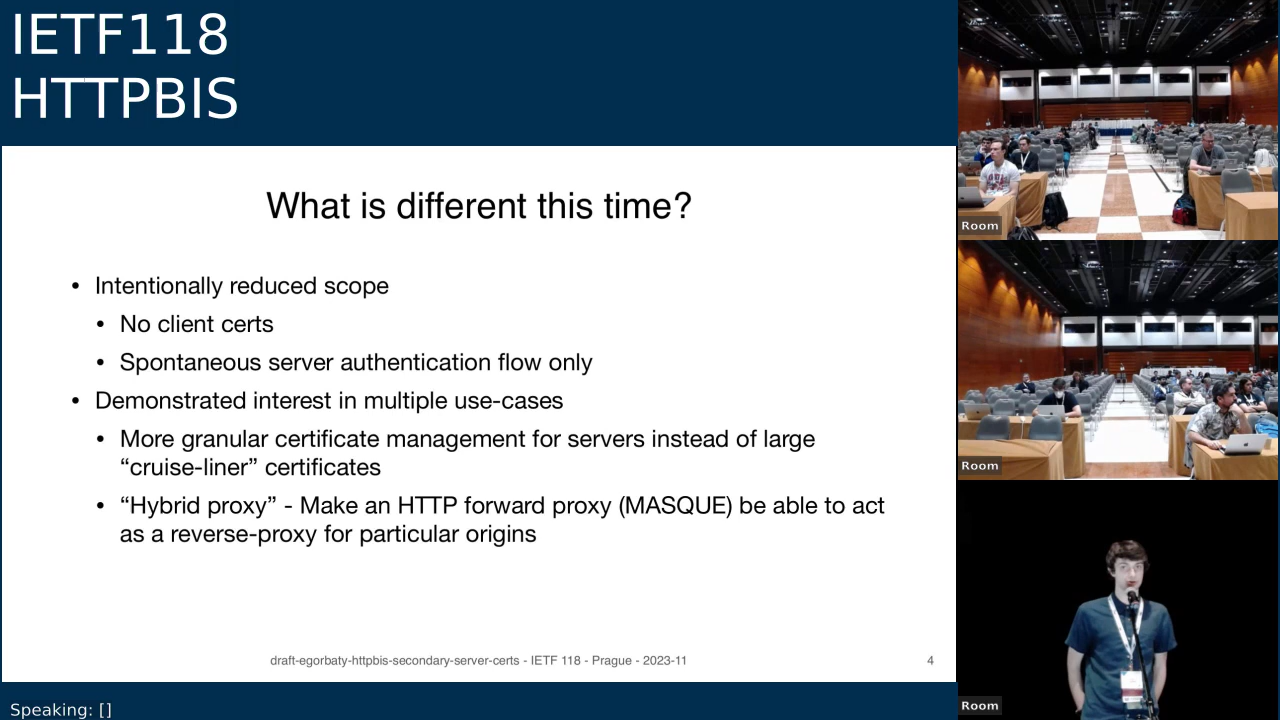 IETF118
HTTPBIS
What is different this time?
• Intentionally reduced scope
• No client certs
• Spontaneous server authentication flow only
• Demonstrated interest in multiple use-cases
• More granular certificate management for servers instead of large
“cruise-liner” certificates
• “Hybrid proxy” - Make an HTTP forward proxy (MASQUE) be able to act
as a reverse-proxy for particular origins
draft-egorbaty-httpbis-secondary-server-certs - IETF 118 - Prague - 2023-11
4
Speaking: []
Room
Room
Room